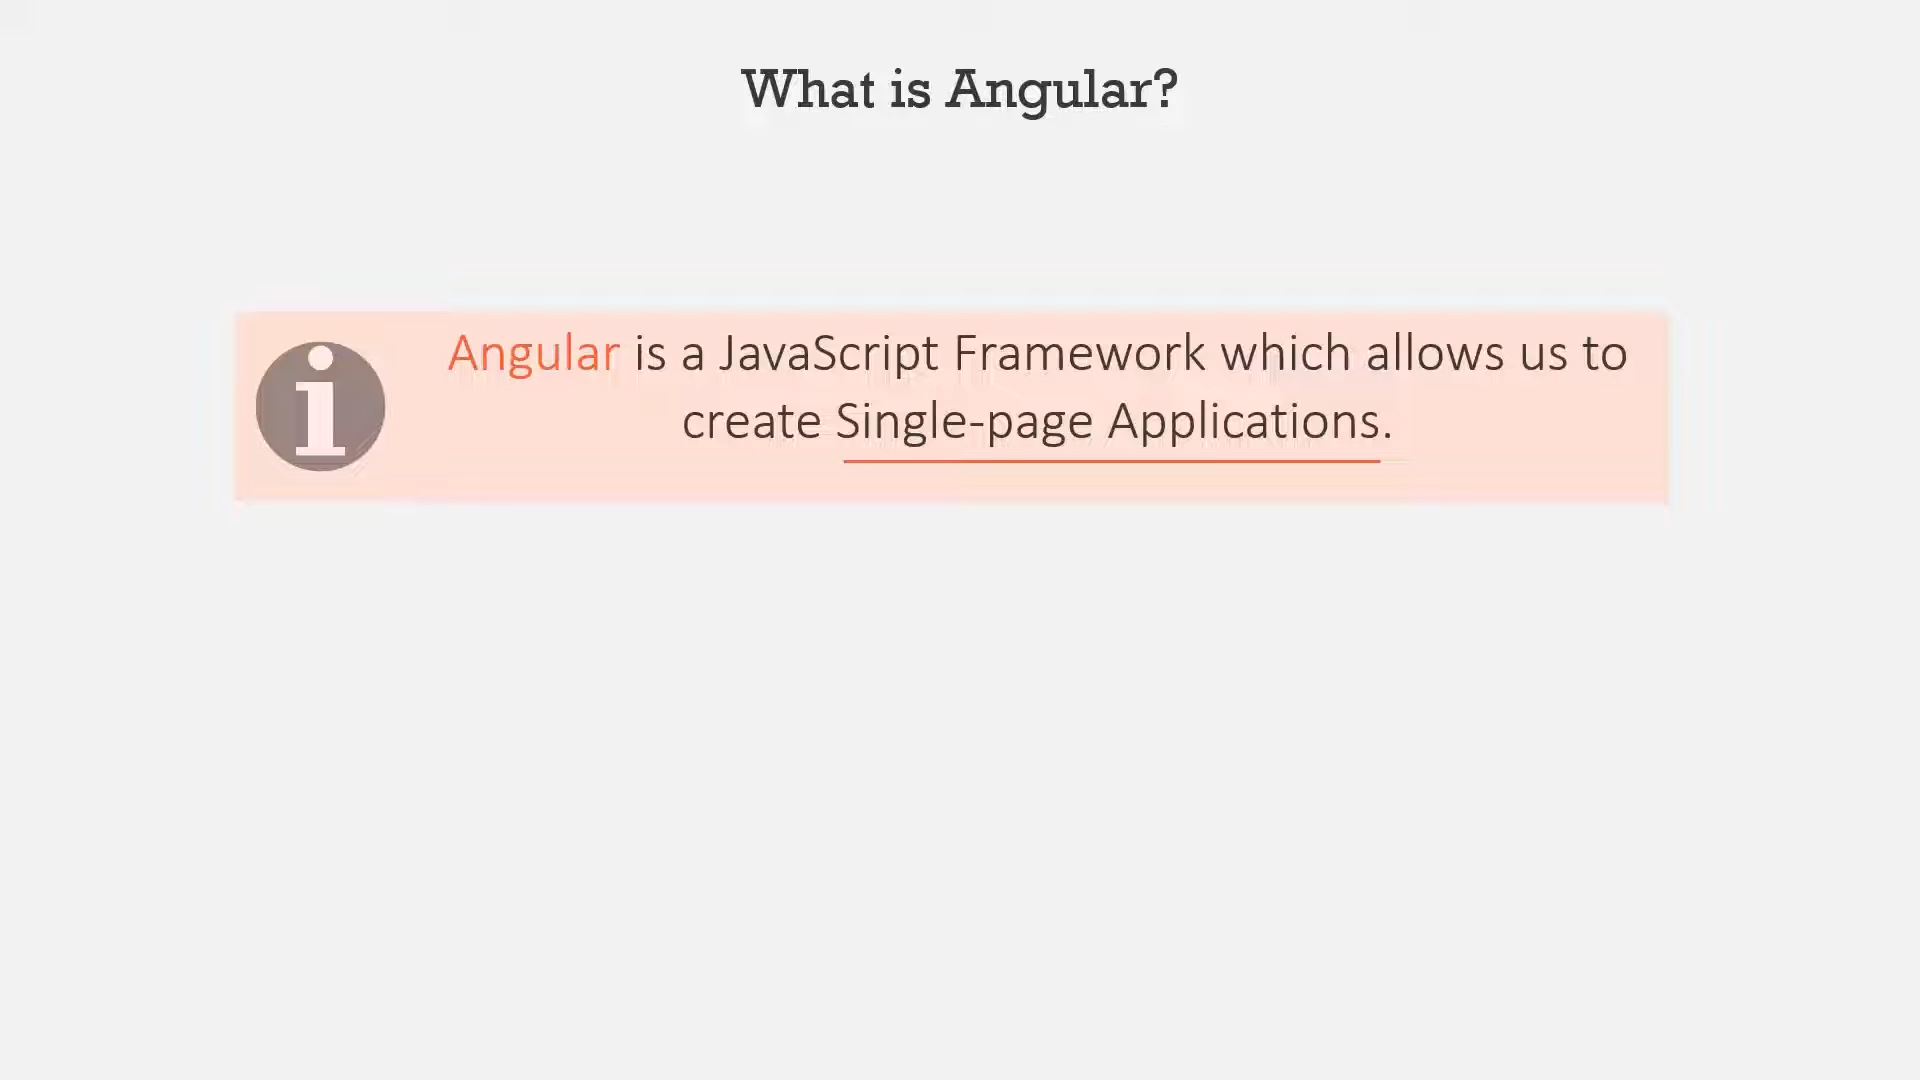 What is Angular?
Angular is a JavaScript Framework which allows us to
create Single-page Applications.